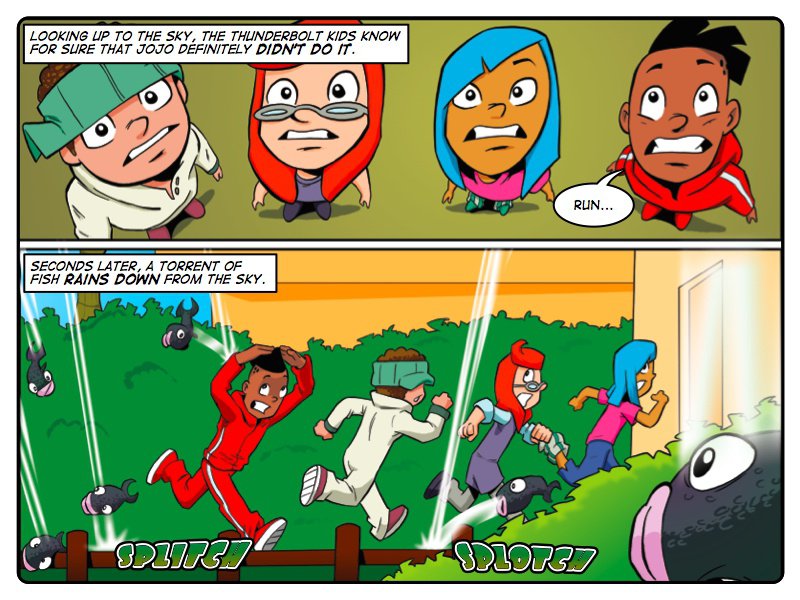 LOOKING UP TO THE SKY, THE THUNDERBOLT KIDS KNOW
FOR SURE THAT JOJO DEFINITELY DIDN'T DO IT.
RUN...
SECONDS LATER, A TORRENT OF
FISH RAINS DOWN FROM THE SKY.
SPLITCH
SPLOTCH